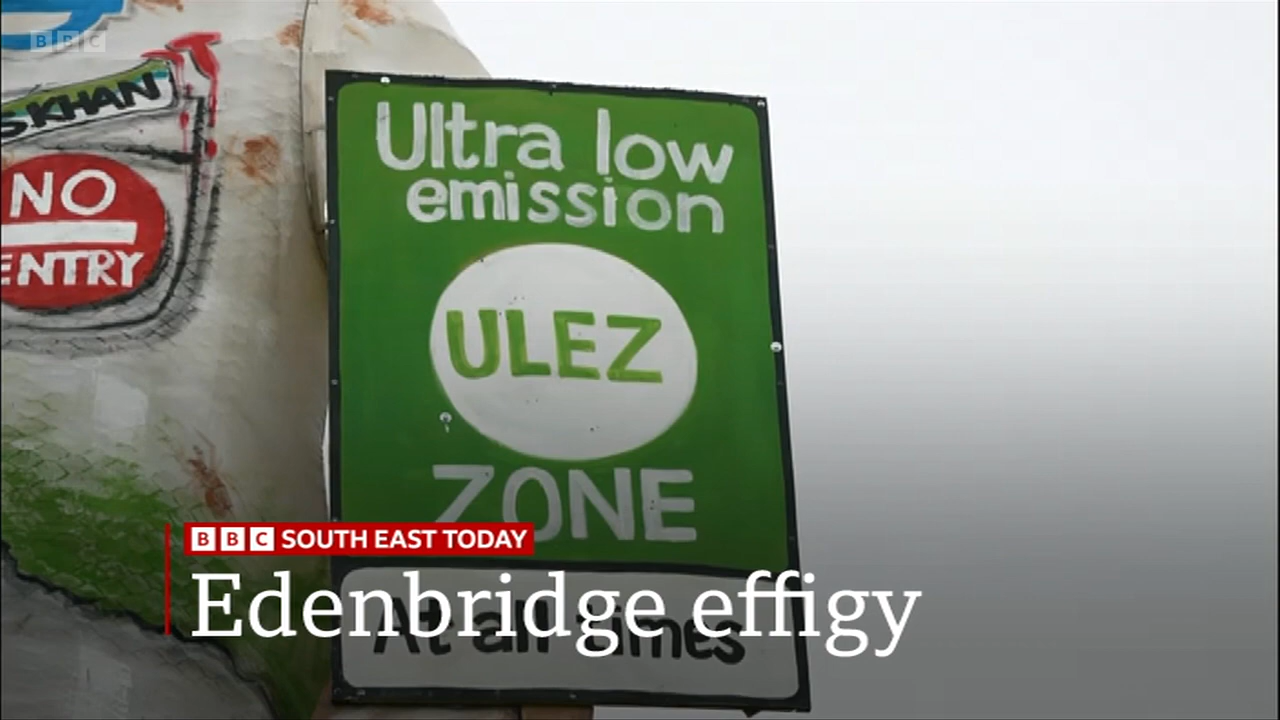 BBC
SKHAN
NO
ENTRY
Ultra low
emission
ULEZ
ZONE
BBC SOUTH EAST TODAY
Edenbridge effigy
At all times